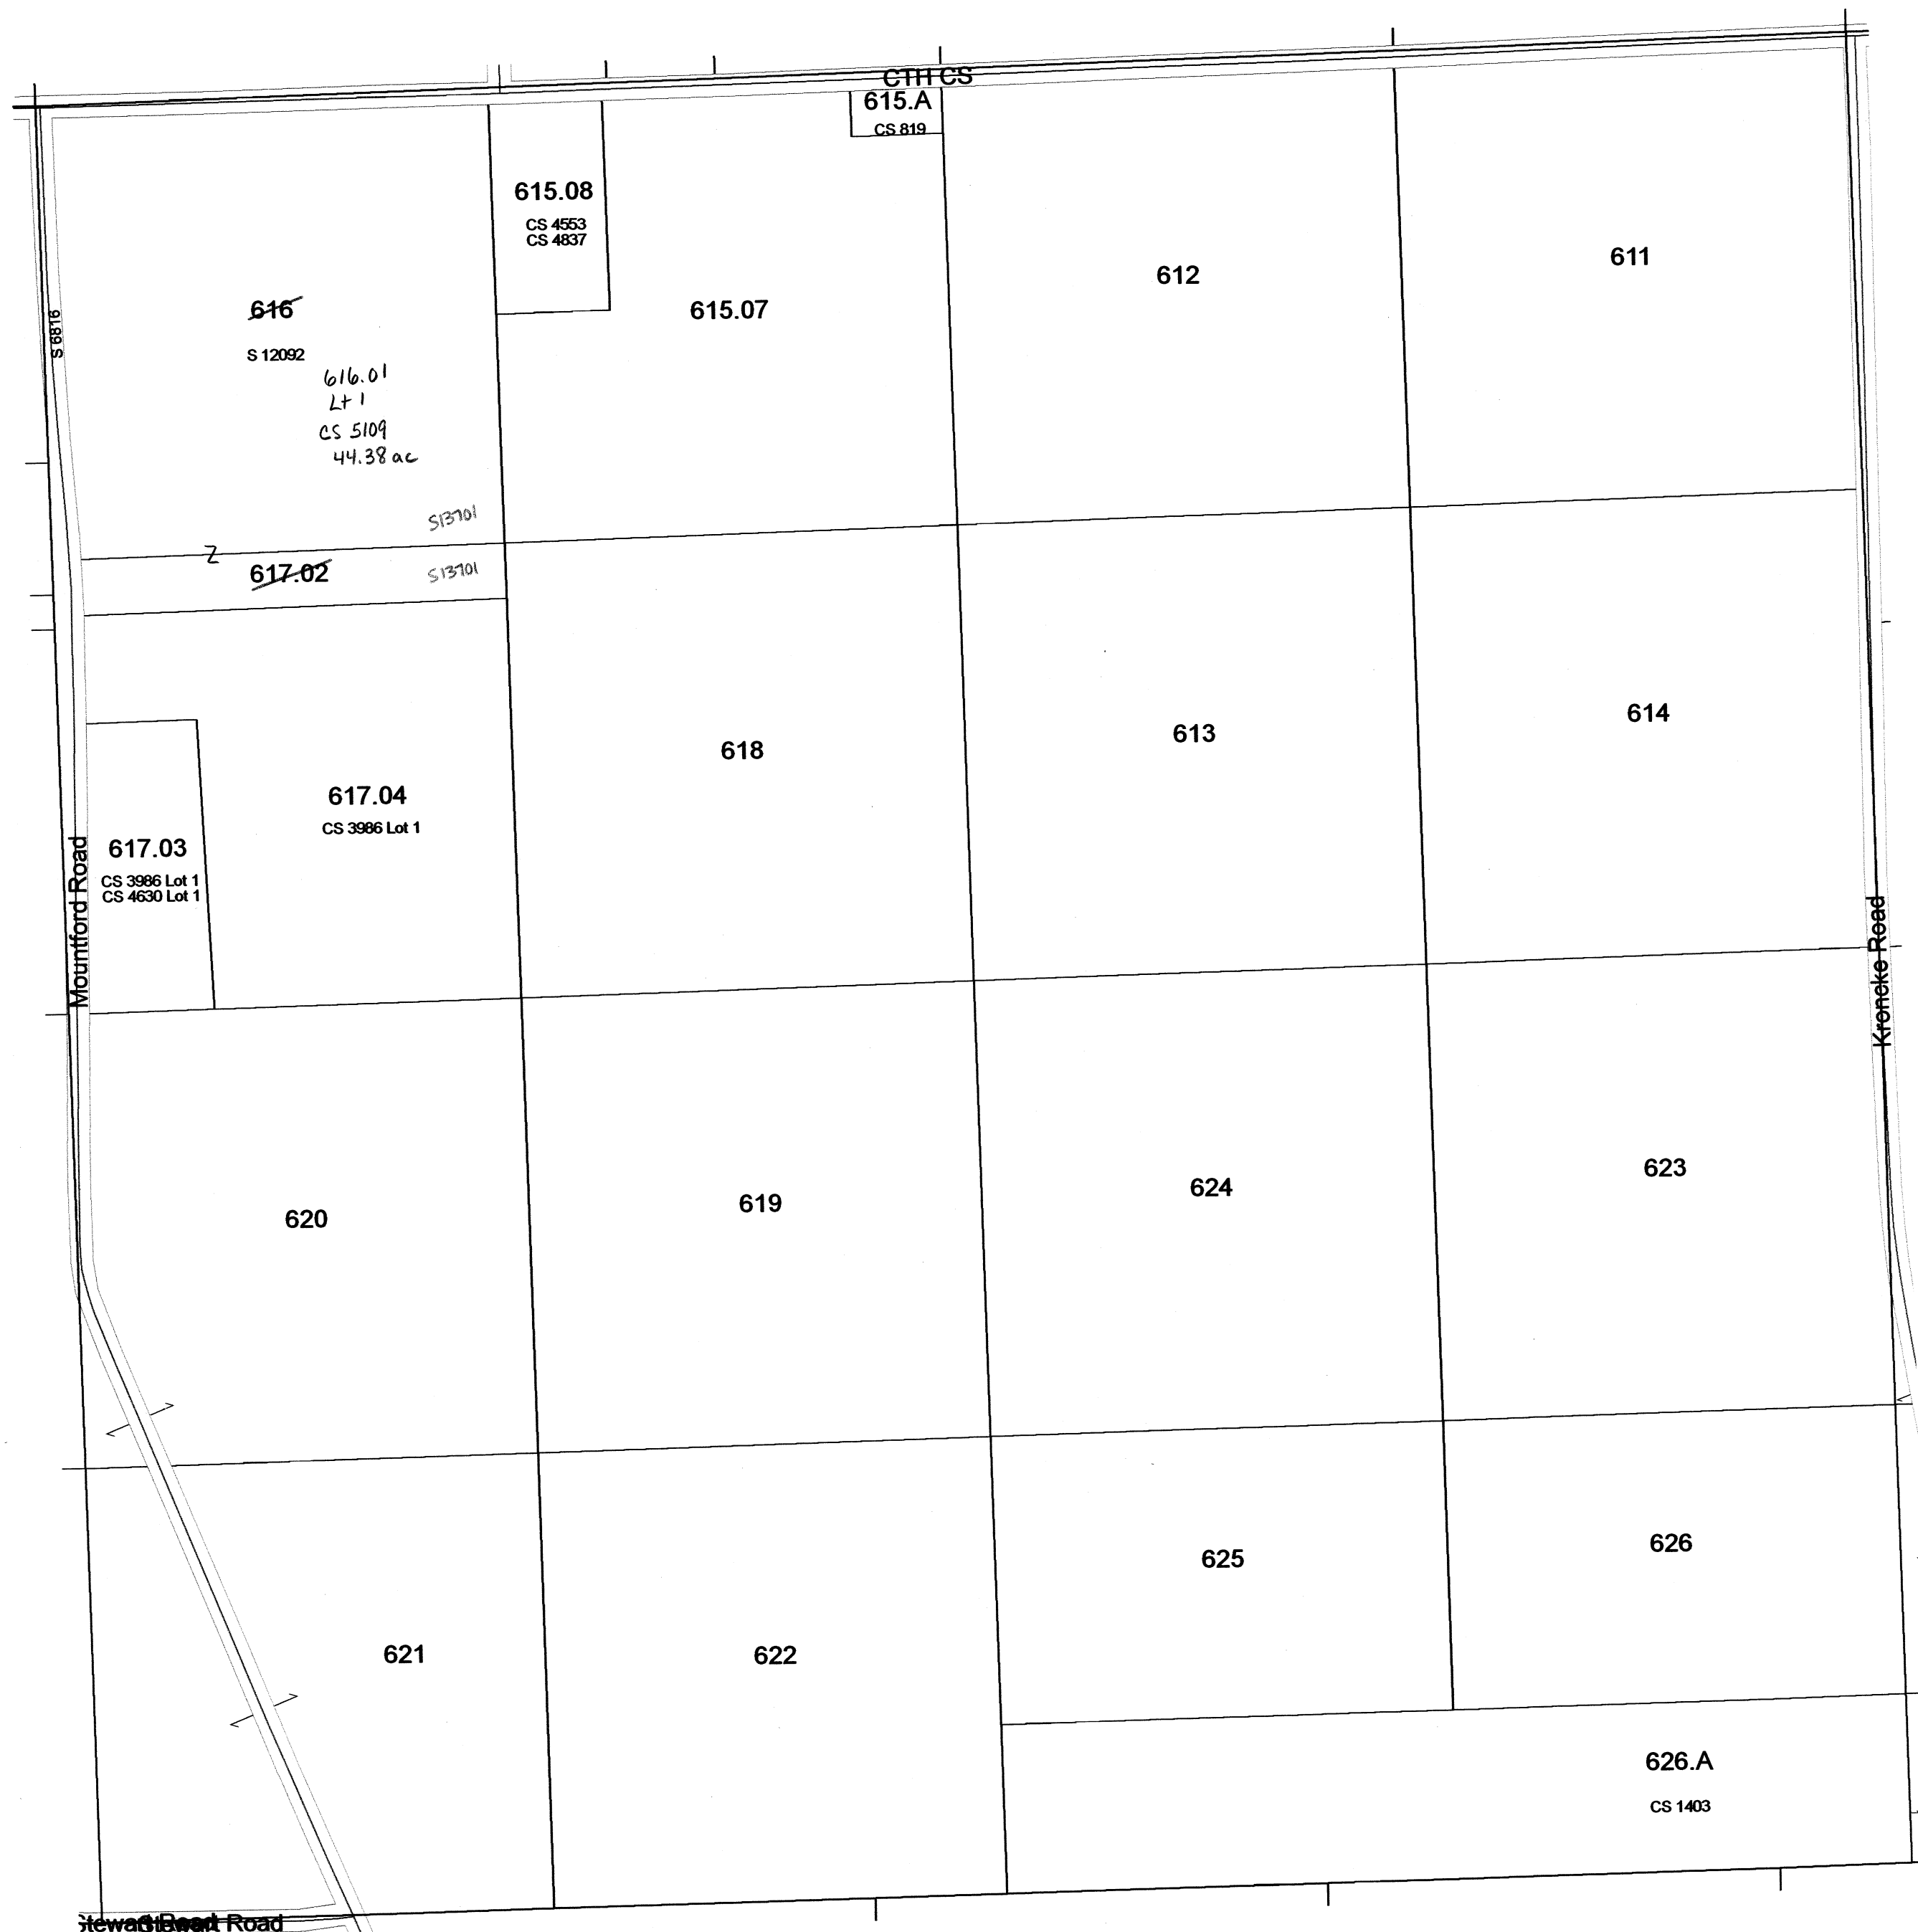 CTH CS
615.A
CS 819
615.08
CS 4553
CS 4837
611
612
616
615.07
S 6816
S 12092
616.01
Lt 1
CS 5109
44.38 ac
S13701
Z
617.02
S13701
614
613
618
617.04
CS 3986 Lot 1
617.03
CS 3986 Lot 1
CS 4630 Lot 1
Mountford Road
Kroncke Road
623
624
619
620
626
625
621
622
626.A
CS 1403
Stewart Road
Stewart Road